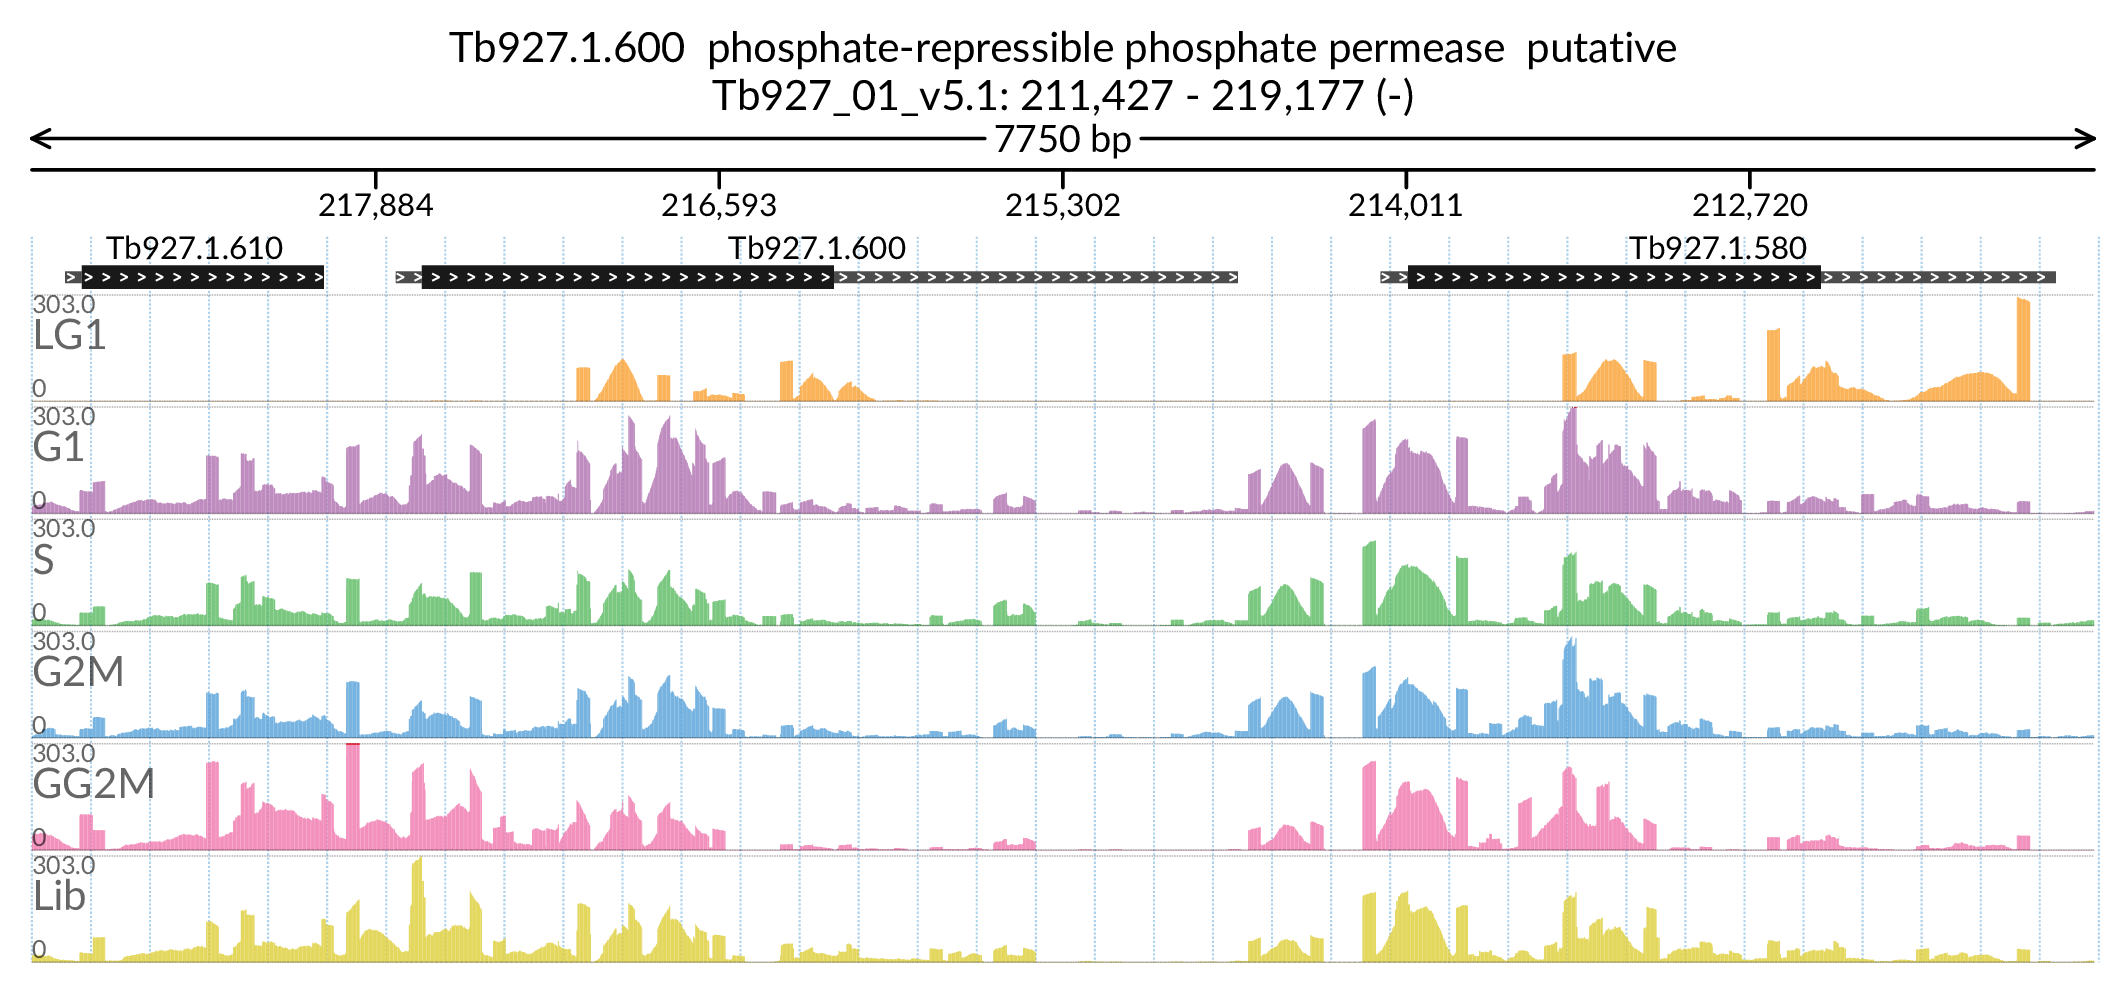 Tb927.1.600 phosphate-repressible phosphate permease putative
Tb927_01_v5.1: 211,427 - 219,177 (-)
7750 bp
217,884 216,593 215,302 214,011 212,720
Tb927.1.610 Tb927.1.600 Tb927.1.580
303.0
LG1
0
303.0
G1
0
303.0
S
0
303.0
G2M
0
303.0
GG2M
0
303.0
Lib
0